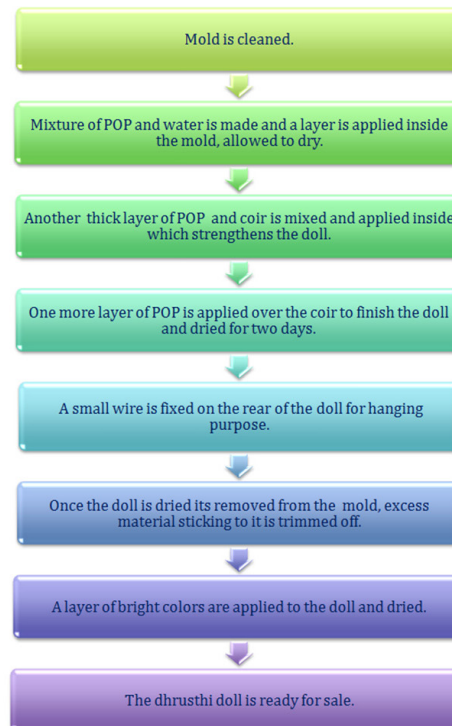 Mold is cleaned.
Mixture of POP and water is made and a layer is applied inside
the mold, allowed to dry.
Another thick layer of POP and coir is mixed and applied inside
which strengthens the doll.
One more layer of POP is applied over the coir to finish the doll
and dried for two days.
A small wire is fixed on the rear of the doll for hanging
purpose.
Once the doll is dried its removed from the mold, excess
material sticking to it is trimmed off.
A layer of bright colors are applied to the doll and dried.
The dhrusthi doll is ready for sale.